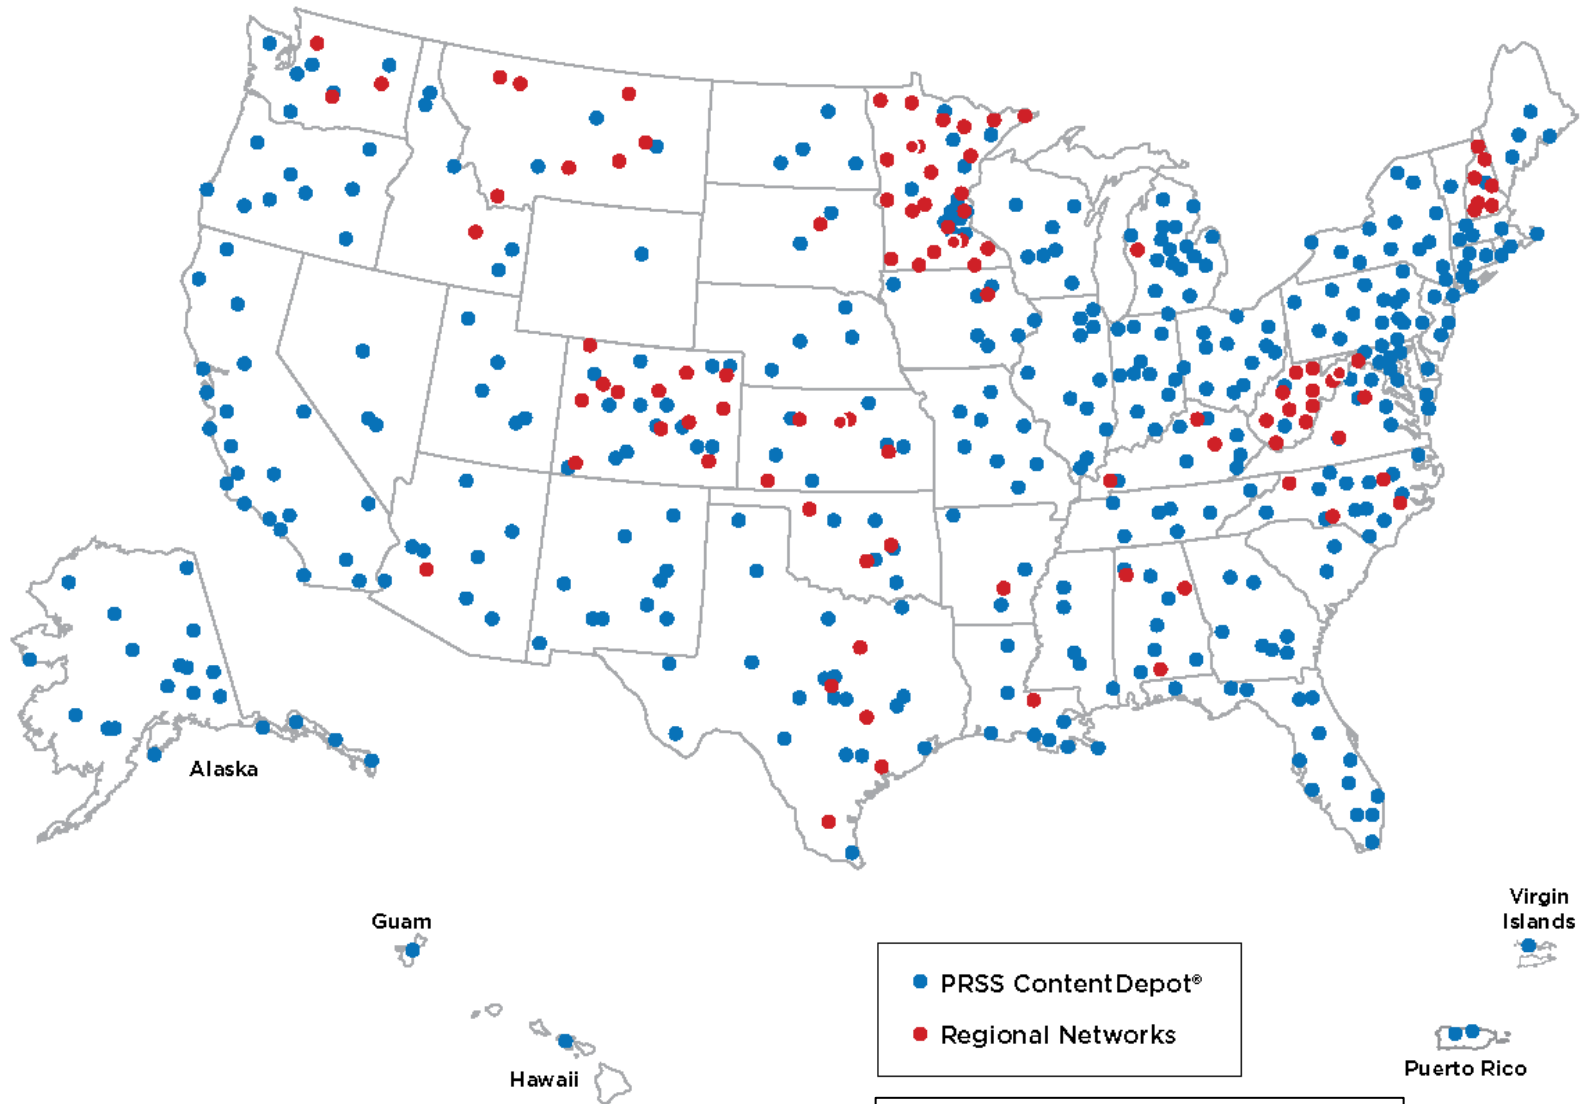 Alaska
Guam
Hawaii
PRSS ContentDepot®
Regional Networks
Virgin
Islands
Puerto Rico